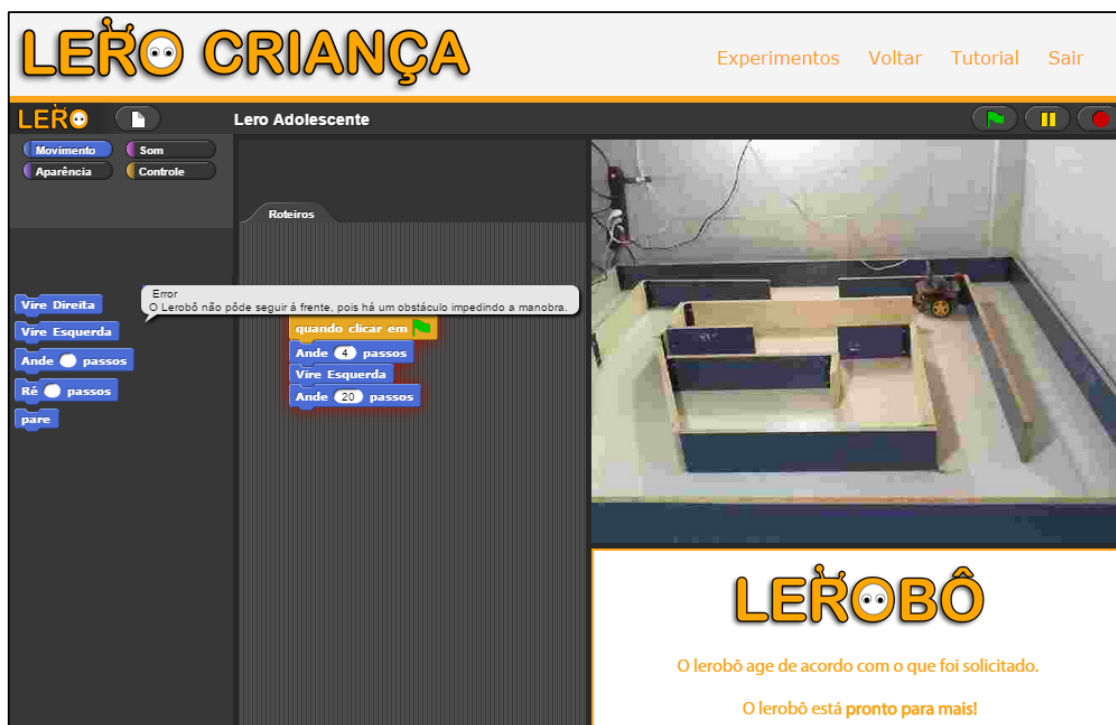 LERO CRIANÇA
Experimentos Voltar Tutorial Sair
LERO
Lero Adolescente
Movimento Som
Aparência Controle
Roteiros
Error
O Lerobô não pôde seguir à frente, pois há um obstáculo impedindo a manobra.
Vire Direita
Vire Esquerda
Ande passos
Ré passos
pare
quando clicar em
Ande 4 passos
Vire Esquerda
Ande 20 passos
LEROBÔ
O lerobô age de acordo com o que foi solicitado.
O lerobô está pronto para mais!